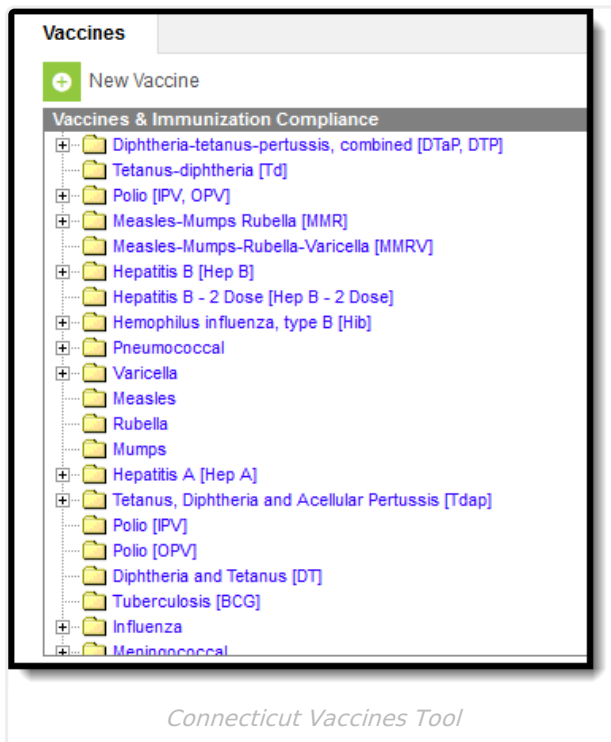 Vaccines
New Vaccine
Vaccines & Immunization Compliance
Diphtheria-tetanus-pertussis, combined [DTaP, DTP]
Tetanus-diphtheria [Td]
Polio [IPV, OPV]
Measles-Mumps Rubella [MMR]
Measles-Mumps-Rubella-Varicella [MMRV]
Hepatitis B [Hep B]
Hepatitis B - 2 Dose [Hep B - 2 Dose]
Hemophilus influenza, type B [Hib]
Pneumococcal
Varicella
Measles
Rubella
Mumps
Hepatitis A [Hep A]
Tetanus, Diphtheria and Acellular Pertussis [Tdap]
Polio [IPV]
Polio [OPV]
Diphtheria and Tetanus [DT]
Tuberculosis [BCG]
Influenza
Meningococcal
Connecticut Vaccines Tool